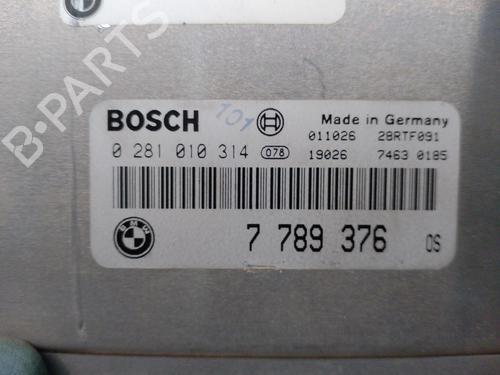 B-PARTS
BOSCH
101
Made in Germany
011026 28RTF091
0 281 010 314 078 19026 7463 0185
BMW
7 789 376 DS